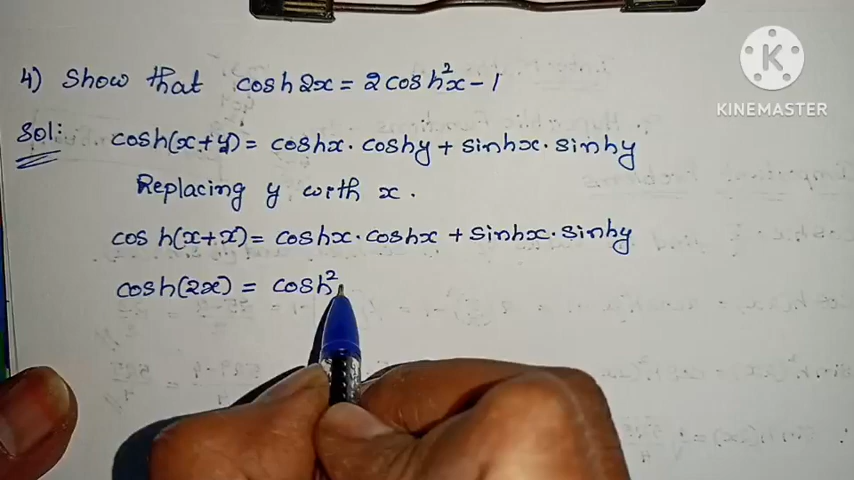 4) Show that cosh2x = 2cosh²x-1
KINEMASTER
Sol:
cosh(x+y) = coshx · coshy + sinhx · sinhy
Replacing y with x.
cosh(x+x) = coshx · coshx + sinhx · sinhy
cosh(2x) = cosh²